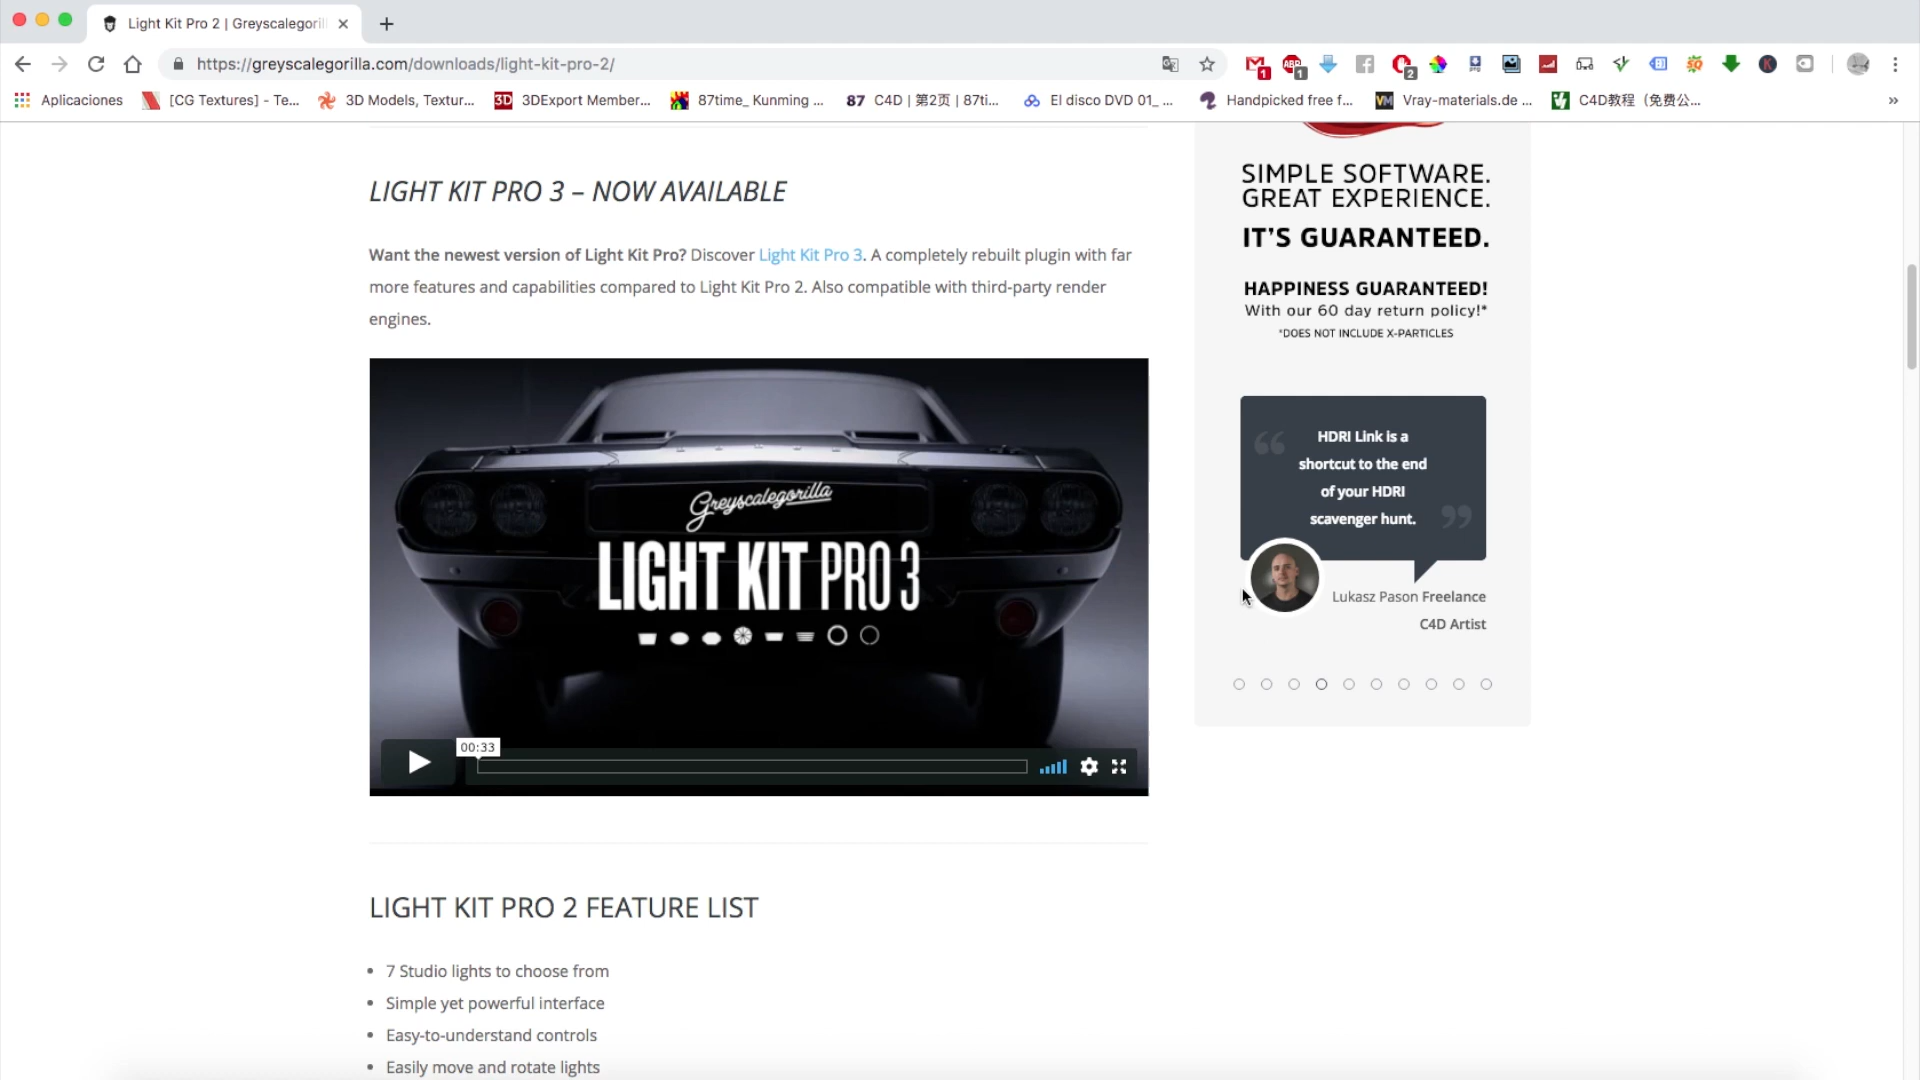 Light Kit Pro 2 | Greyscalegoril
https://greyscalegorilla.com/downloads/light-kit-pro-2/
1
ABP
1
2
K
Aplicaciones
[CG Textures] - Te...
3D Models, Textur...
3D
3DExport Member...
87time_ Kunming ...
87
C4D | 第2页 | 87ti...
El disco DVD 01_ ...
Handpicked free f...
VM
Vray-materials.de ...
C4D教程（免费公...
»
LIGHT KIT PRO 3 – NOW AVAILABLE
Want the newest version of Light Kit Pro? Discover Light Kit Pro 3. A completely rebuilt plugin with far
more features and capabilities compared to Light Kit Pro 2. Also compatible with third-party render
engines.
Greyscalegorilla
LIGHT KIT PRO 3
00:33
LIGHT KIT PRO 2 FEATURE LIST
• 7 Studio lights to choose from
• Simple yet powerful interface
• Easy-to-understand controls
• Easily move and rotate lights
SIMPLE SOFTWARE.
GREAT EXPERIENCE.
IT'S GUARANTEED.
HAPPINESS GUARANTEED!
With our 60 day return policy!*
*DOES NOT INCLUDE X-PARTICLES
“ HDRI Link is a
shortcut to the end
of your HDRI
scavenger hunt. ”
Lukasz Pason Freelance
C4D Artist